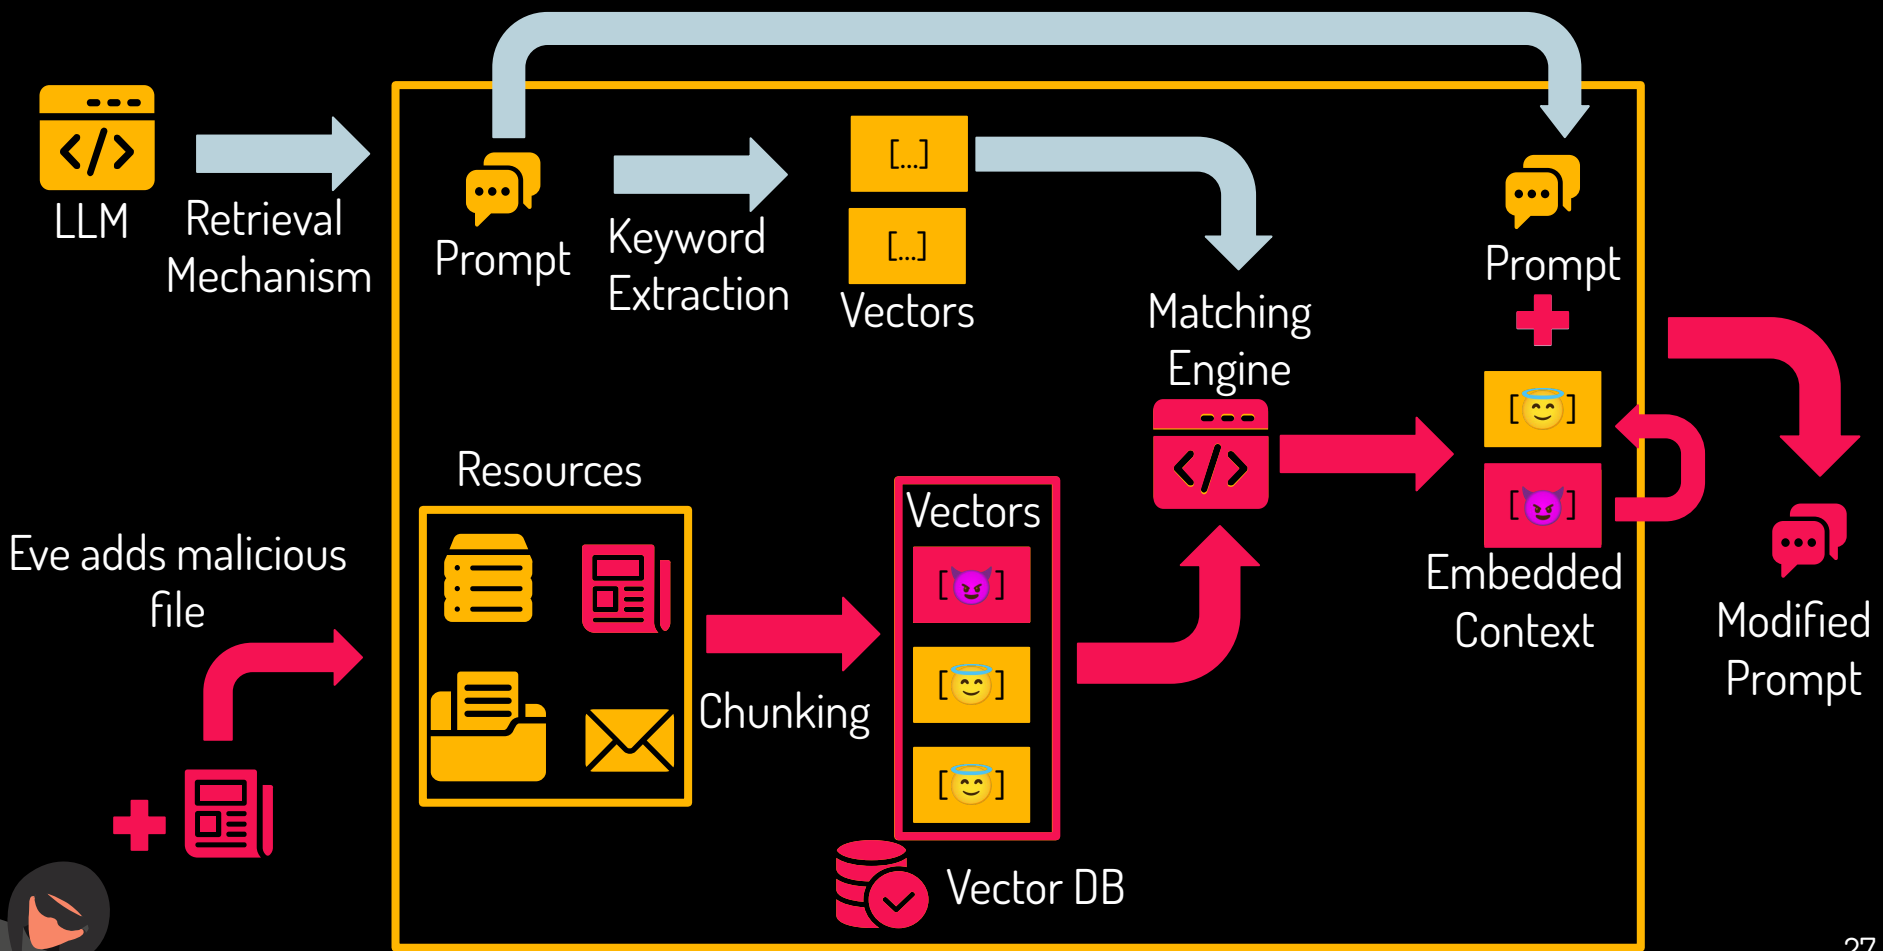 LLM
Retrieval
Mechanism
Prompt
Keyword
Extraction
[...]
[...]
Vectors
Matching
Engine
Prompt
Resources
Eve adds malicious
file
Chunking
Vectors
[😈]
[😇]
[😇]
Vector DB
[😇]
[😈]
Embedded
Context
Modified
Prompt
27